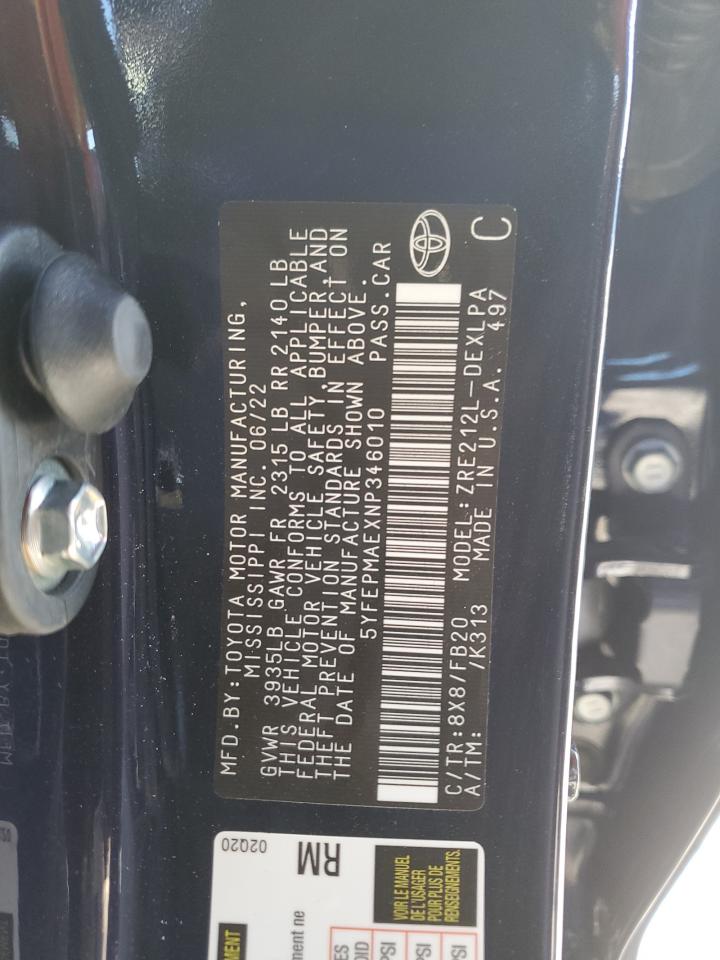 MFD.BY:TOYOTA MOTOR MANUFACTURING,
MISSISSIPPI INC. 06/22
GVWR 3935LB GAWR FR 2315 LB RR 2140 LB
THIS VEHICLE CONFORMS TO ALL APPLICABLE
FEDERAL MOTOR VEHICLE SAFETY, BUMPER, AND
THEFT PREVENTION STANDARDS IN EFFECT ON
THE DATE OF MANUFACTURE SHOWN ABOVE.
5YFEPMAEXNP346010 PASS.CAR
C/TR:8X8/FB20 MODEL:ZRE212L-DEXLPA
A/TM: /K313 MADE IN U.S.A. 497
C
02Q20
RM
VOIR LE MANUEL
DE L'USAGER
POUR PLUS DE
RENSEIGNEMENTS.
PSI
PSI
PSI